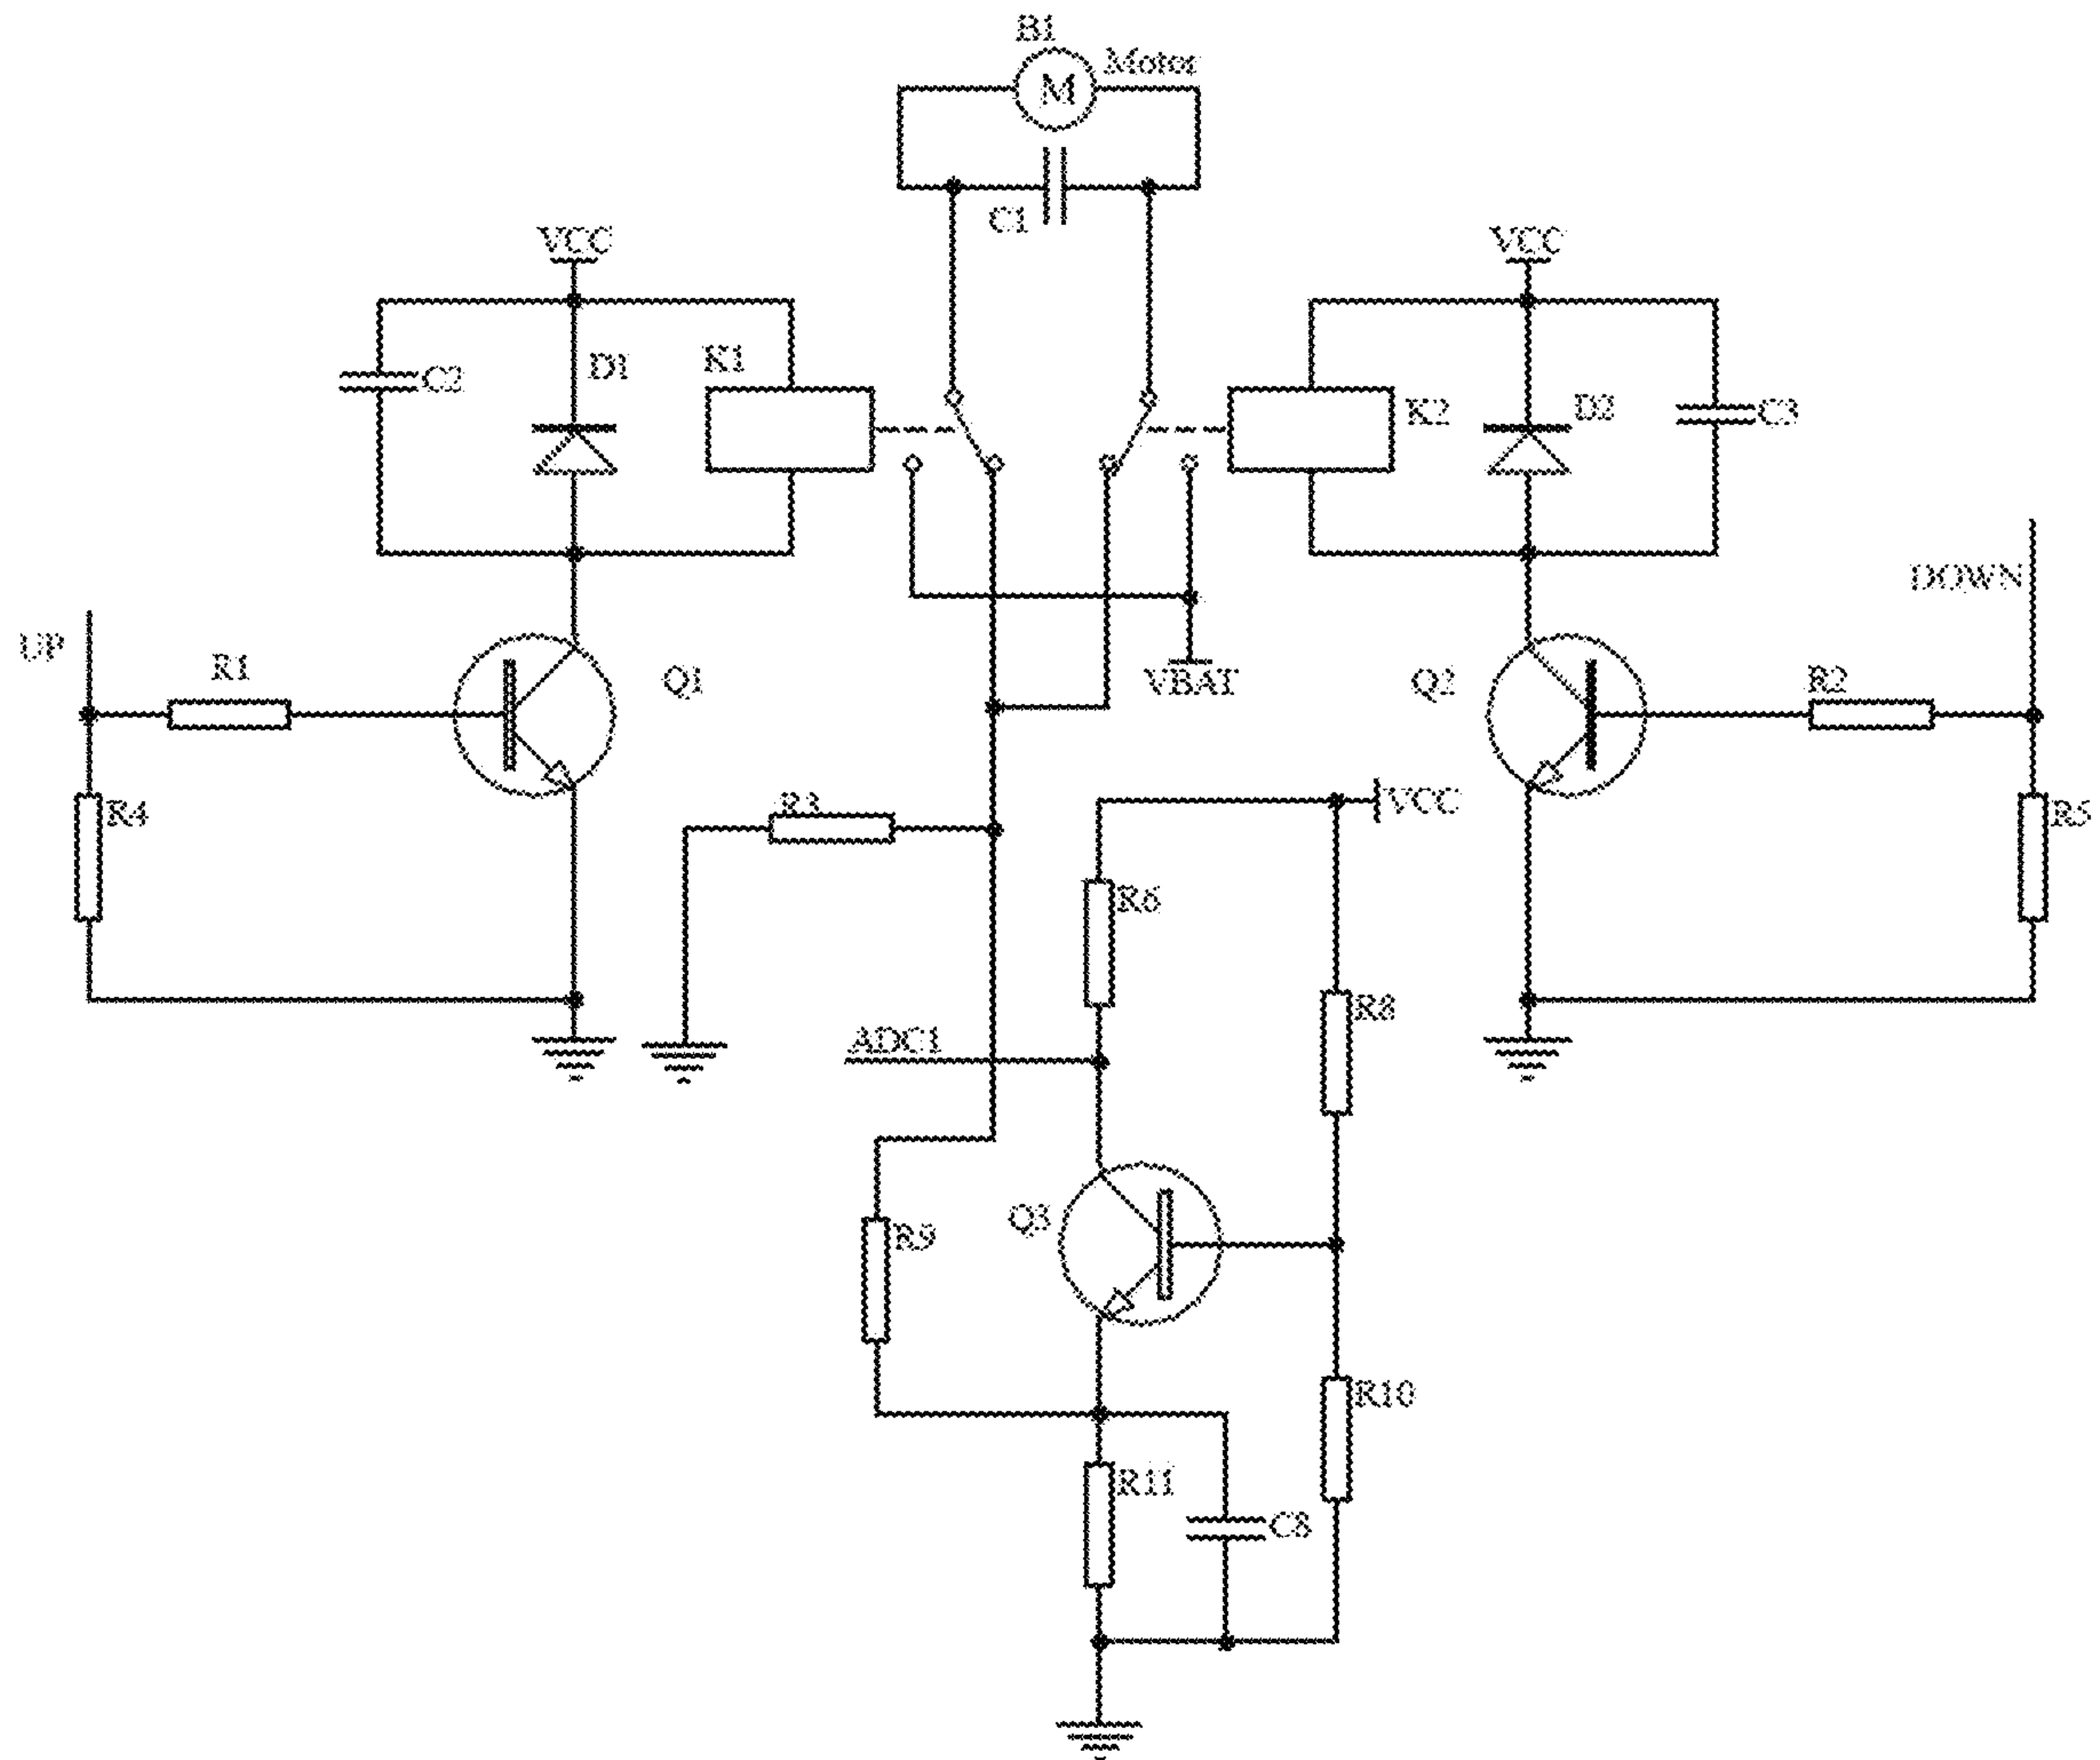 B1
Motor
M
C1
VCC
VCC
D1
K1
C2
K2
D2
C3
DOWN
UP
R1
Q1
VBAT
Q2
R2
R4
R3
VCC
R5
R6
R8
ADC1
Q3
R9
R10
R11
C8